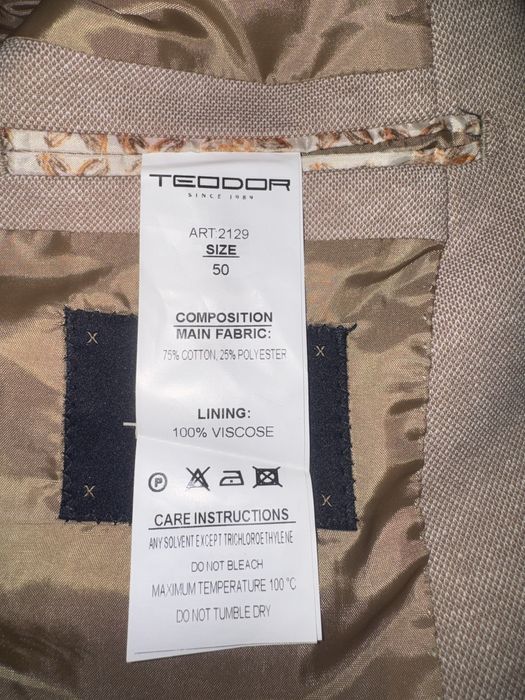 TEODOR
SINCE 1989
ART 2129
SIZE
50
COMPOSITION
MAIN FABRIC:
75% COTTON, 25% POLYESTER
LINING:
100% VISCOSE
P
CARE INSTRUCTIONS
ANY SOLVENT EXCEPT TRICHLOROETHYLENE
DO NOT BLEACH
MAXIMUM TEMPERATURE 100 °C
DO NOT TUMBLE DRY